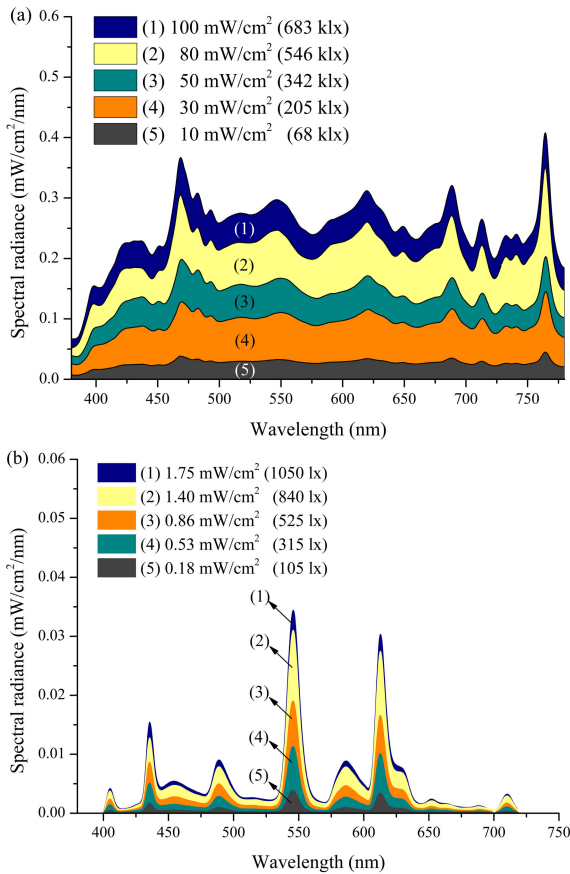 (a)
0.6
0.5
0.4
0.3
0.2
0.1
0.0
Spectral radiance (mW/cm²/nm)
(1) 100 mW/cm² (683 klx)
(2) 80 mW/cm² (546 klx)
(3) 50 mW/cm² (342 klx)
(4) 30 mW/cm² (205 klx)
(5) 10 mW/cm² (68 klx)
(1)
(2)
(3)
(4)
(5)
400 450 500 550 600 650 700 750
Wavelength (nm)
(b)
0.06
0.05
0.04
0.03
0.02
0.01
0.00
Spectral radiance (mW/cm²/nm)
(1) 1.75 mW/cm² (1050 lx)
(2) 1.40 mW/cm² (840 lx)
(3) 0.86 mW/cm² (525 lx)
(4) 0.53 mW/cm² (315 lx)
(5) 0.18 mW/cm² (105 lx)
(1)
(2)
(3)
(4)
(5)
400 450 500 550 600 650 700 750
Wavelength (nm)